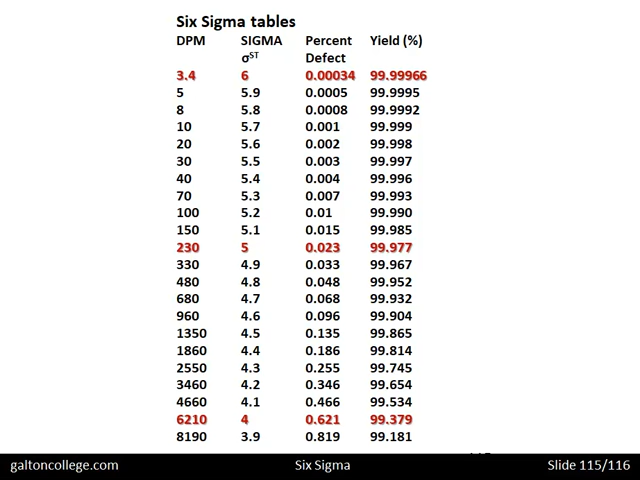 Six Sigma tables
DPM SIGMA Percent Yield (%)
σST Defect
3.4 6 0.00034 99.99966
5 5.9 0.0005 99.9995
8 5.8 0.0008 99.9992
10 5.7 0.001 99.999
20 5.6 0.002 99.998
30 5.5 0.003 99.997
40 5.4 0.004 99.996
70 5.3 0.007 99.993
100 5.2 0.01 99.990
150 5.1 0.015 99.985
230 5 0.023 99.977
330 4.9 0.033 99.967
480 4.8 0.048 99.952
680 4.7 0.068 99.932
960 4.6 0.096 99.904
1350 4.5 0.135 99.865
1860 4.4 0.186 99.814
2550 4.3 0.255 99.745
3460 4.2 0.346 99.654
4660 4.1 0.466 99.534
6210 4 0.621 99.379
8190 3.9 0.819 99.181
galtoncollege.com Six Sigma Slide 115/116